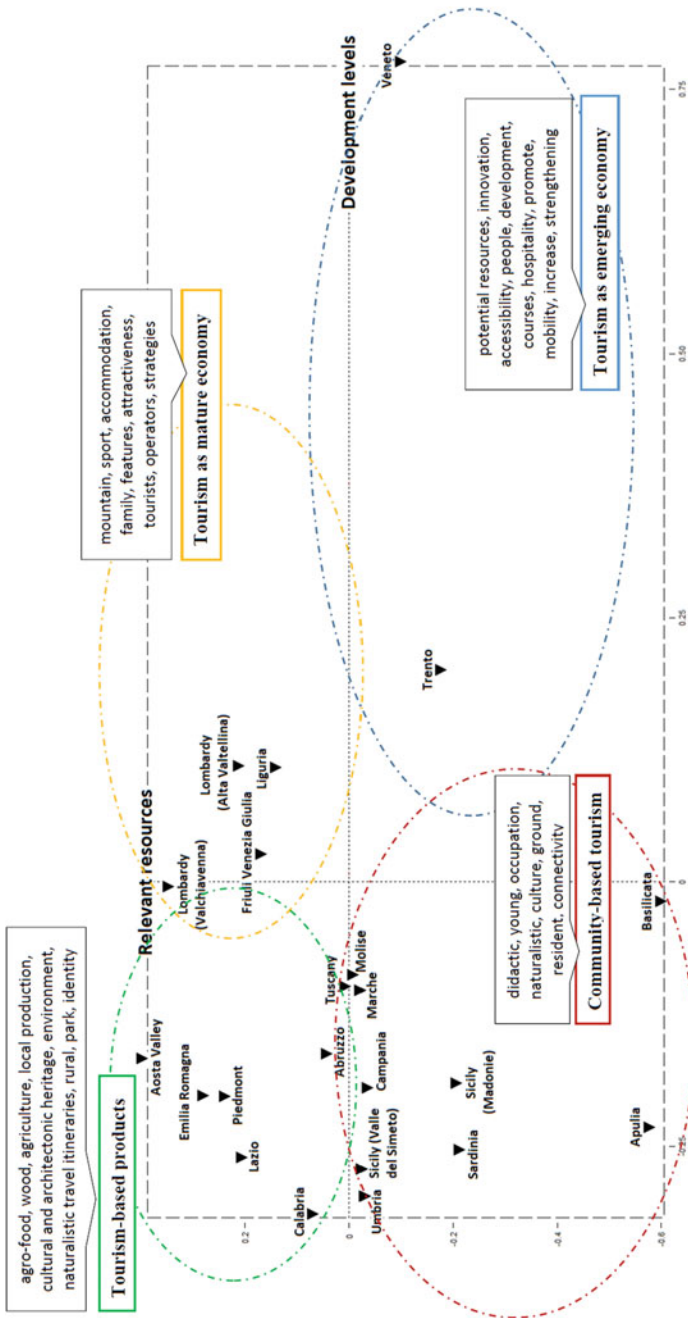 agro-food, wood, agriculture, local production,
cultural and architectonic heritage, environment,
naturalistic travel itineraries, rural, park, identity
Tourism-based products
mountain, sport, accommodation,
family, features, attractiveness,
tourists, operators, strategies
Tourism as mature economy
Relevant resources
Development levels
Aosta Valley
Emilia Romagna
Piedmont
Lazio
Calabria
Lombardy
(Valchiavenna)
Lombardy
(Alta Valtellina)
Friuli Venezia Giulia
Liguria
Abruzzo
Tuscany
Molise
Marche
Campania
Sicily (Valle
del Simeto)
Umbria
Sicily
(Madonie)
Sardinia
Apulia
Basilicata
Trento
Veneto
potential resources, innovation,
accessibility, people, development,
courses, hospitality, promote,
mobility, increase, strengthening
Tourism as emerging economy
didactic, young, occupation,
naturalistic, culture, ground,
resident, connectivity
Community-based tourism
0.2
0
-0.2
-0.4
-0.6
-0.25
0
0.25
0.50
0.75